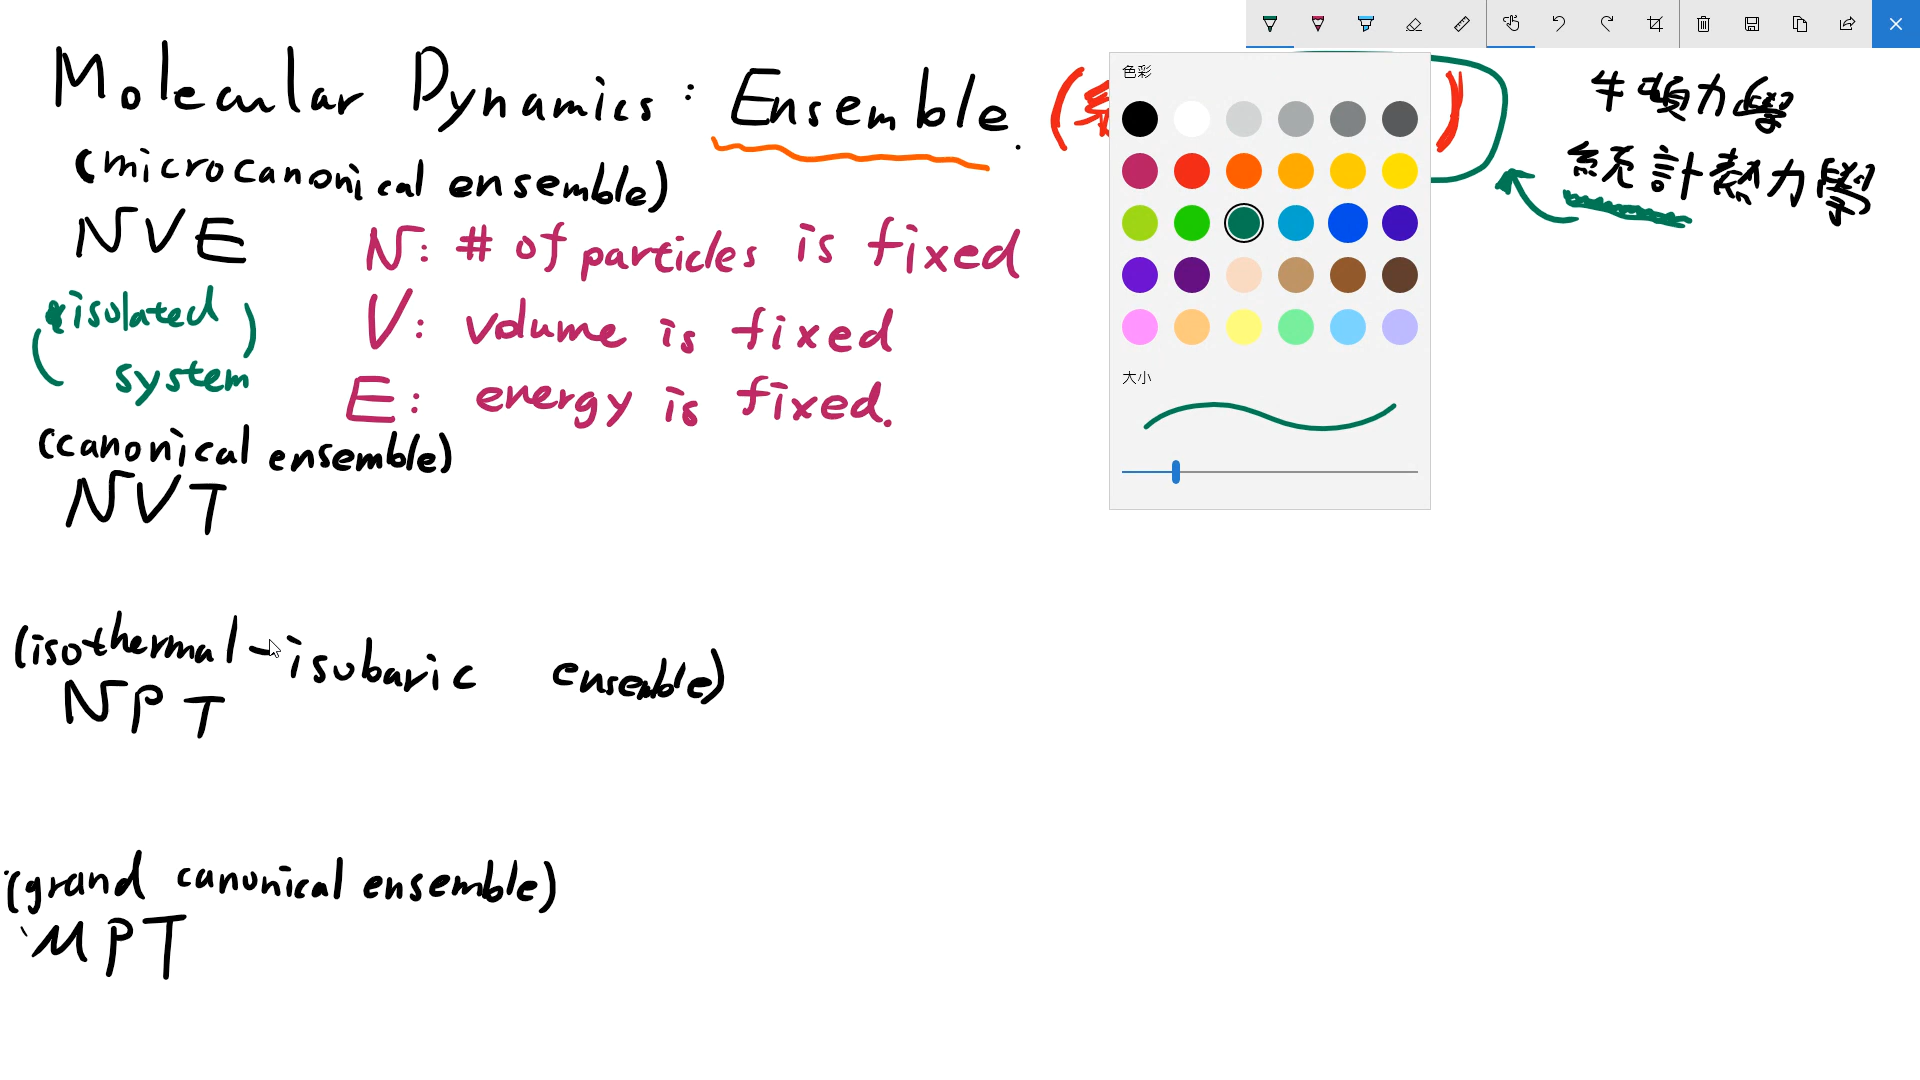 Molecular Dynamics : Ensemble. (系
)
牛頓力學
統計熱力學
(microcanonical ensemble)
NVE
N: # of particles is fixed
(isolated system)
V: volume is fixed
E: energy is fixed.
(canonical ensemble)
NVT
(isothermal-isobaric ensemble)
NPT
(grand canonical ensemble)
μPT
色彩
大小